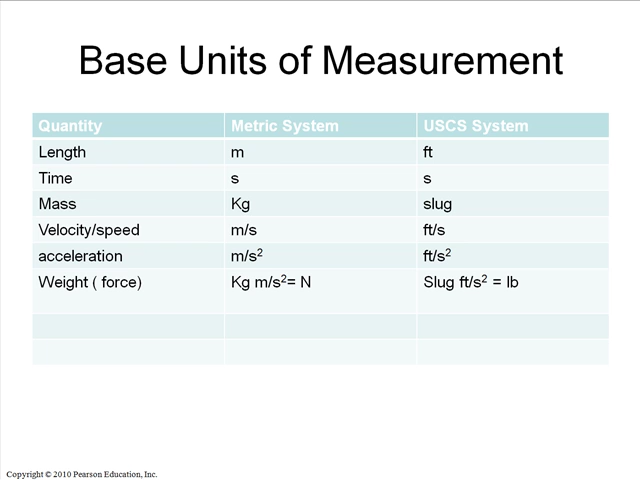 Base Units of Measurement
Quantity Metric System USCS System
Length m ft
Time s s
Mass Kg slug
Velocity/speed m/s ft/s
acceleration m/s² ft/s²
Weight ( force) Kg m/s²= N Slug ft/s² = lb
Copyright © 2010 Pearson Education, Inc.